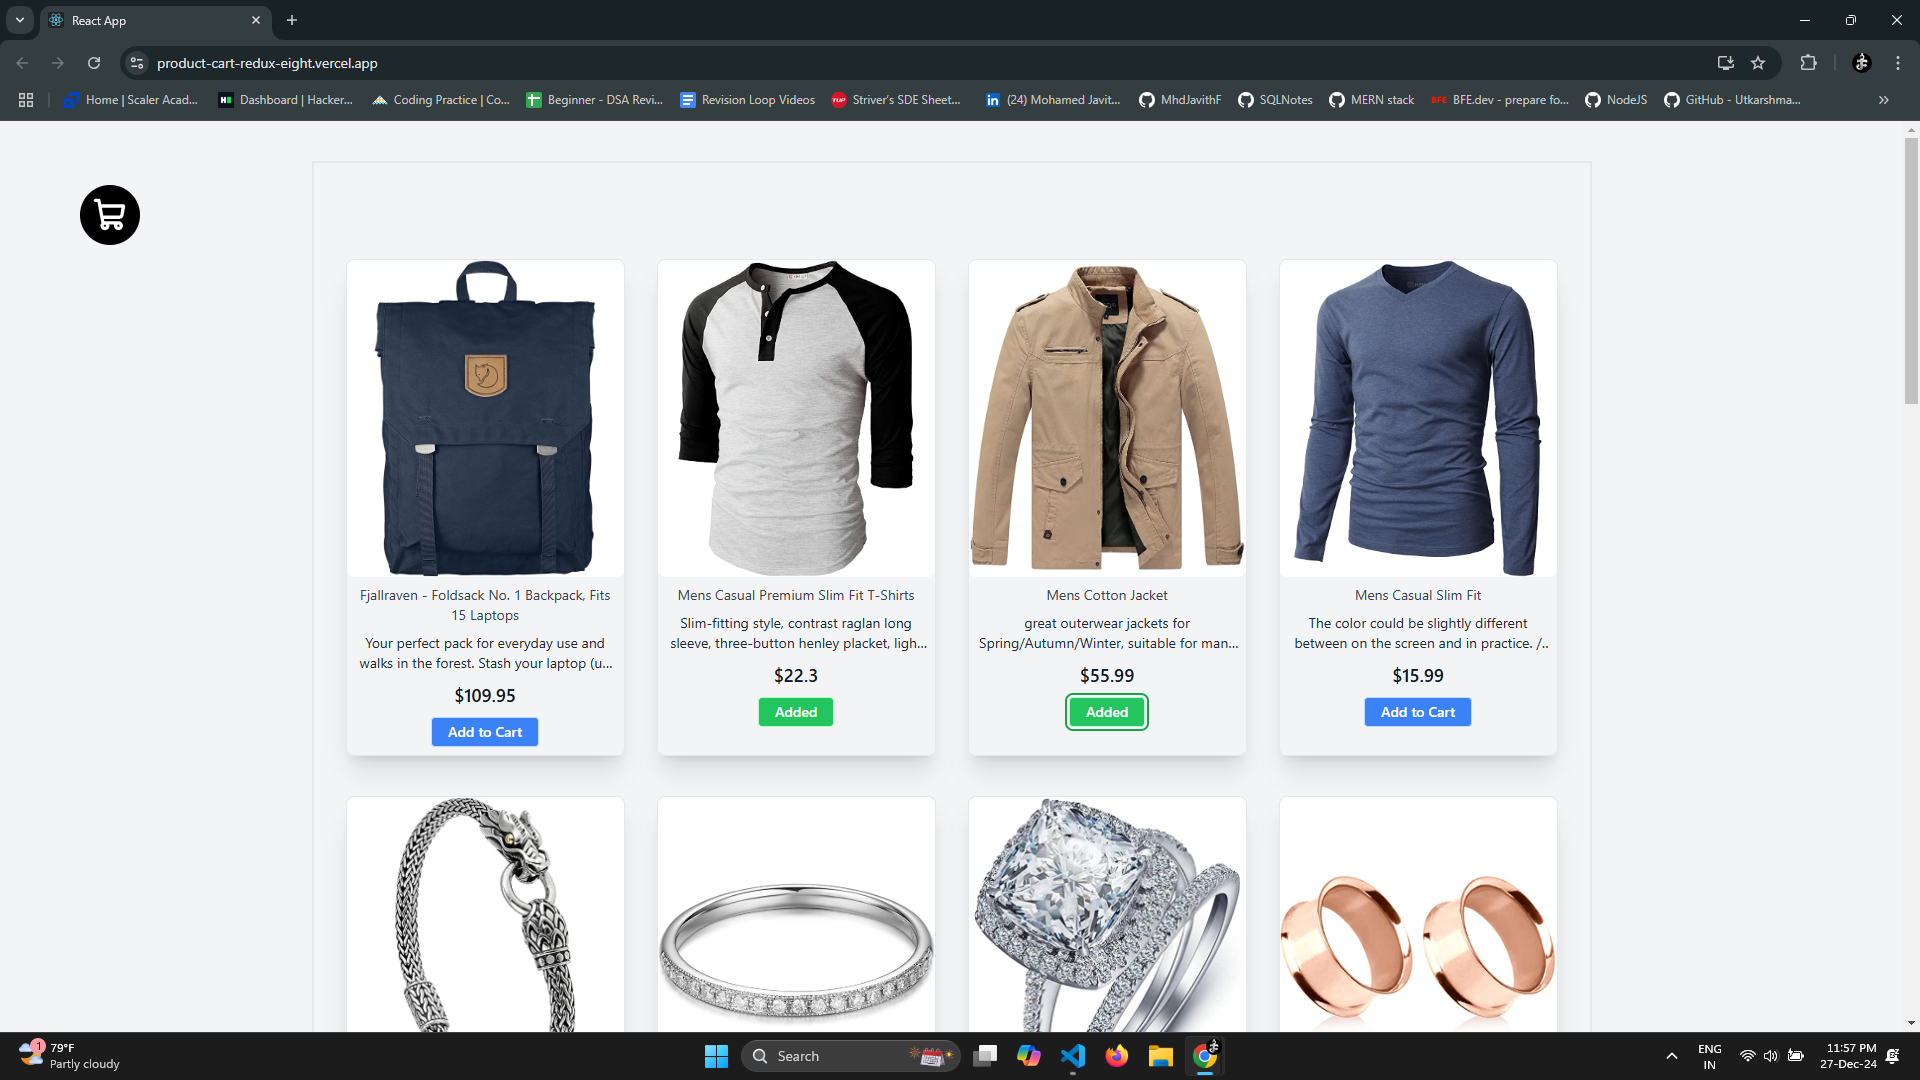 React App
product-cart-redux-eight.vercel.app
Home | Scaler Acad...
Dashboard | Hacker...
Coding Practice | Co...
Beginner - DSA Revi...
Revision Loop Videos
TUF
Striver's SDE Sheet...
in
(24) Mohamed Javit...
MhdJavithF
SQLNotes
MERN stack
BFE
BFE.dev - prepare fo...
NodeJS
GitHub - Utkarshma...
Fjallraven - Foldsack No. 1 Backpack, Fits
15 Laptops
Your perfect pack for everyday use and
walks in the forest. Stash your laptop (u...
$109.95
Add to Cart
Mens Casual Premium Slim Fit T-Shirts
Slim-fitting style, contrast raglan long
sleeve, three-button henley placket, ligh...
$22.3
Added
Mens Cotton Jacket
great outerwear jackets for
Spring/Autumn/Winter, suitable for man...
$55.99
Added
Mens Casual Slim Fit
The color could be slightly different
between on the screen and in practice. /..
$15.99
Add to Cart
1
79°F
Partly cloudy
Search
ENG
IN
11:57 PM
27-Dec-24